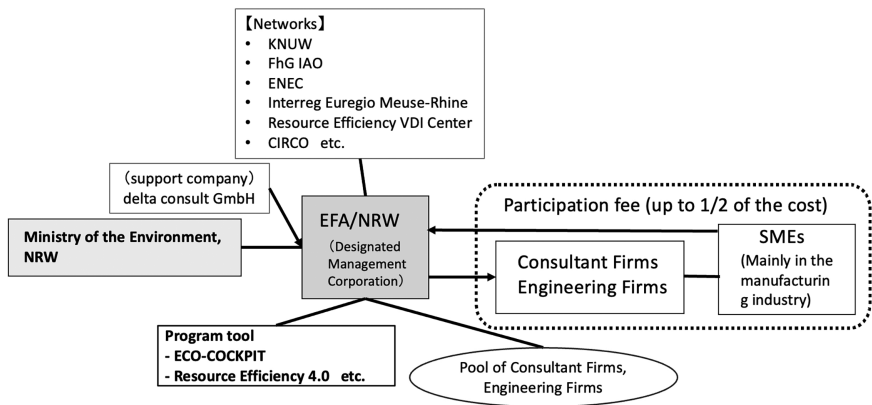 【Networks】
• KNUW
• FhG IAO
• ENEC
• Interreg Euregio Meuse-Rhine
• Resource Efficiency VDI Center
• CIRCO etc.
（support company）
delta consult GmbH
Ministry of the Environment,
NRW
EFA/NRW
（Designated
Management
Corporation）
Participation fee (up to 1/2 of the cost)
Consultant Firms
Engineering Firms
SMEs
(Mainly in the
manufacturin
g industry)
Program tool
- ECO-COCKPIT
- Resource Efficiency 4.0 etc.
Pool of Consultant Firms,
Engineering Firms